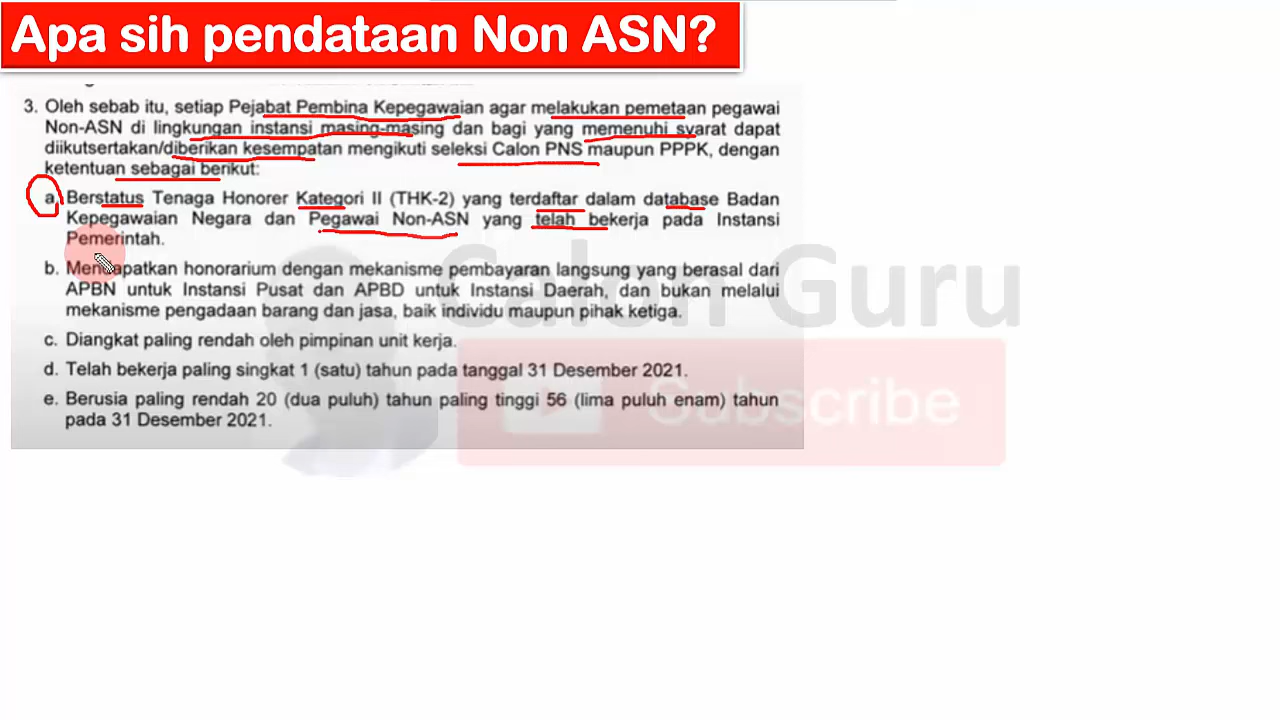 Apa sih pendataan Non ASN?
3. Oleh sebab itu, setiap Pejabat Pembina Kepegawaian agar melakukan pemetaan pegawai
Non-ASN di lingkungan instansi masing-masing dan bagi yang memenuhi syarat dapat
diikutsertakan/diberikan kesempatan mengikuti seleksi Calon PNS maupun PPPK, dengan
ketentuan sebagai berikut:
a. Berstatus Tenaga Honorer Kategori II (THK-2) yang terdaftar dalam database Badan
Kepegawaian Negara dan Pegawai Non-ASN yang telah bekerja pada Instansi
Pemerintah.
b. Mendapatkan honorarium dengan mekanisme pembayaran langsung yang berasal dari
APBN untuk Instansi Pusat dan APBD untuk Instansi Daerah, dan bukan melalui
mekanisme pengadaan barang dan jasa, baik individu maupun pihak ketiga.
c. Diangkat paling rendah oleh pimpinan unit kerja.
d. Telah bekerja paling singkat 1 (satu) tahun pada tanggal 31 Desember 2021.
e. Berusia paling rendah 20 (dua puluh) tahun paling tinggi 56 (lima puluh enam) tahun
pada 31 Desember 2021.
Calon Guru
Subscribe